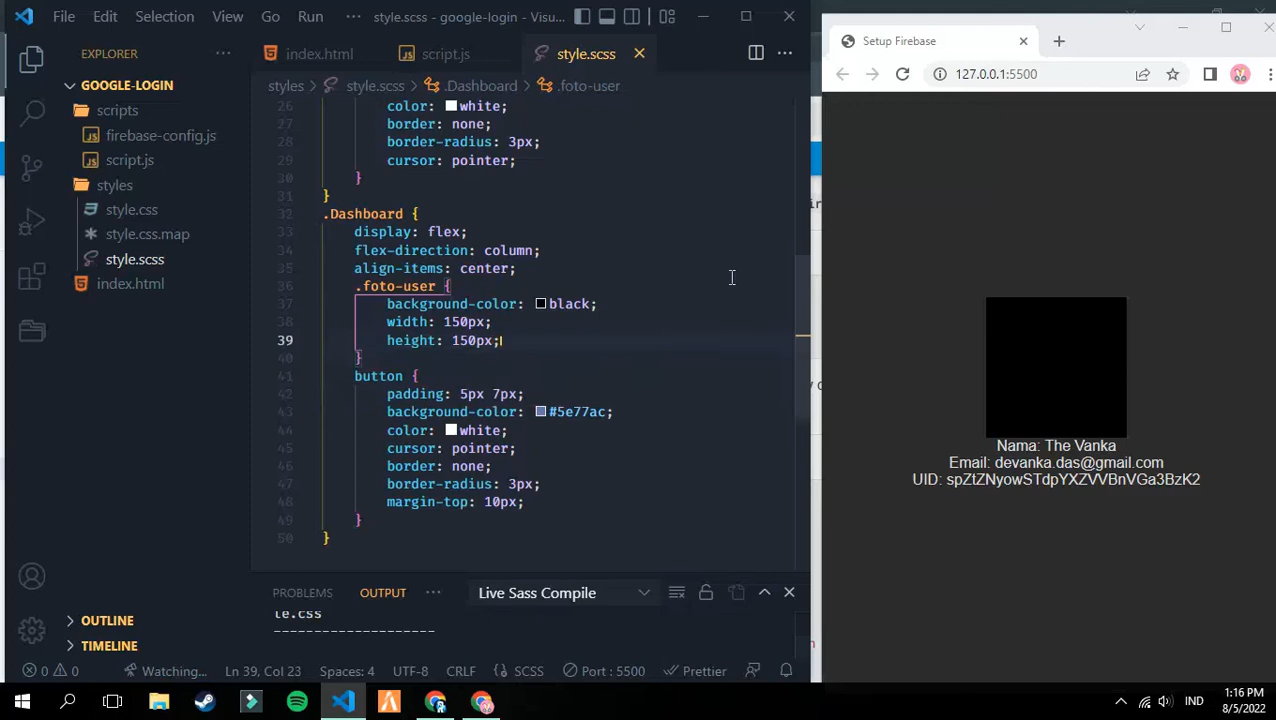 File Edit Selection View Go Run ··· style.scss - google-login - Visu...
EXPLORER ···
index.html
script.js
style.scss
GOOGLE-LOGIN
scripts
firebase-config.js
script.js
styles
style.css
style.css.map
style.scss
index.html
OUTLINE
TIMELINE
styles > style.scss > .Dashboard > .foto-user
26 color: white;
27 border: none;
28 border-radius: 3px;
29 cursor: pointer;
30 }
31 }
32 .Dashboard {
33 display: flex;
34 flex-direction: column;
35 align-items: center;
36 .foto-user {
37 background-color: black;
38 width: 150px;
39 height: 150px;
40 }
41 button {
42 padding: 5px 7px;
43 background-color: #5e77ac;
44 color: white;
45 cursor: pointer;
46 border: none;
47 border-radius: 3px;
48 margin-top: 10px;
49 }
50 }
PROBLEMS OUTPUT ··· Live Sass Compile
te.css
--------------------
0 0 Watching... Ln 39, Col 23 Spaces: 4 UTF-8 CRLF SCSS Port : 5500 Prettier
Setup Firebase
127.0.0.1:5500
Nama: The Vanka
Email: devanka.das@gmail.com
UID: spZtZNyowSTdpYXZVVBnVGa3BzK2
IND
1:16 PM
8/5/2022